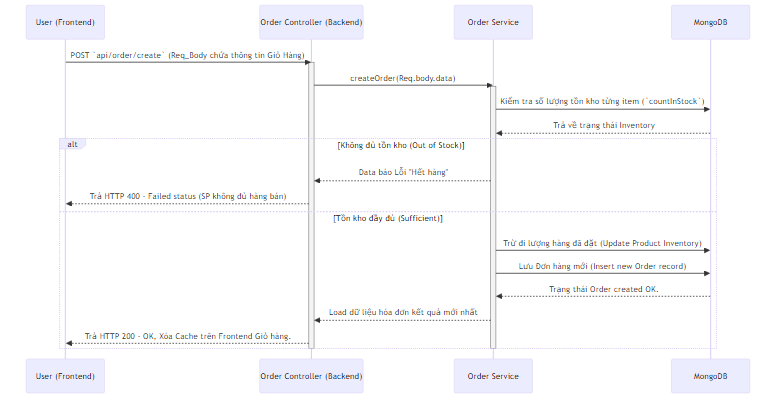 User (Frontend)
Order Controller (Backend)
Order Service
MongoDB
POST `api/order/create` (Req_Body chứa thông tin Giỏ Hàng)
createOrder(Req.body.data)
Kiểm tra số lượng tồn kho từng item (`countInStock`)
Trả về trạng thái Inventory
alt
[Không đủ tồn kho (Out of Stock)]
Data báo Lỗi "Hết hàng"
Trả HTTP 400 - Failed status (SP không đủ hàng bán)
[Tồn kho đầy đủ (Sufficient)]
Trừ đi lượng hàng đã đặt (Update Product Inventory)
Lưu Đơn hàng mới (Insert new Order record)
Trạng thái Order created OK.
Load dữ liệu hóa đơn kết quả mới nhất
Trả HTTP 200 - OK, Xóa Cache trên Frontend Giỏ hàng.
User (Frontend)
Order Controller (Backend)
Order Service
MongoDB